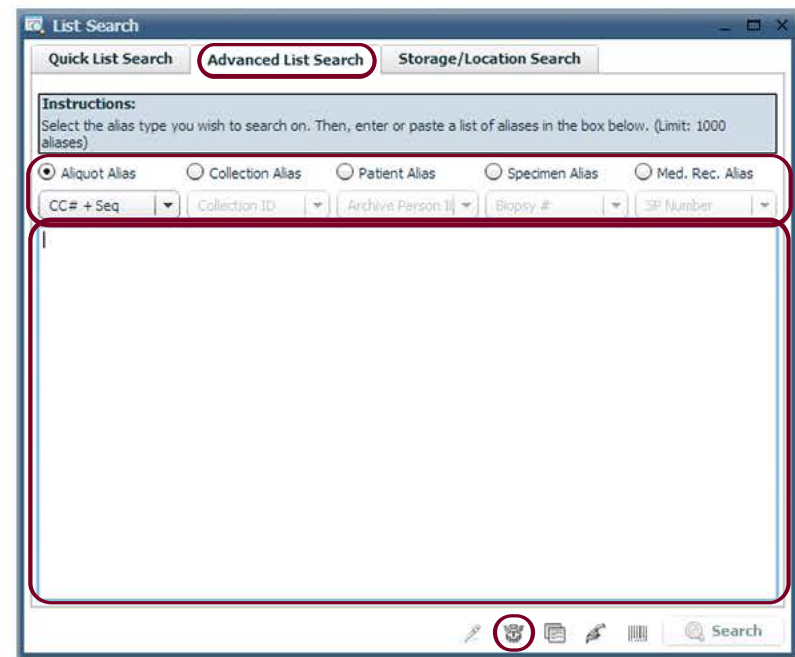 List Search
Quick List Search Advanced List Search Storage/Location Search
Instructions:
Select the alias type you wish to search on. Then, enter or paste a list of aliases in the box below. (Limit: 1000
aliases)
Aliquot Alias Collection Alias Patient Alias Specimen Alias Med. Rec. Alias
CC# + Seq Collection ID Archive Person Biopsy # SP Number
Search